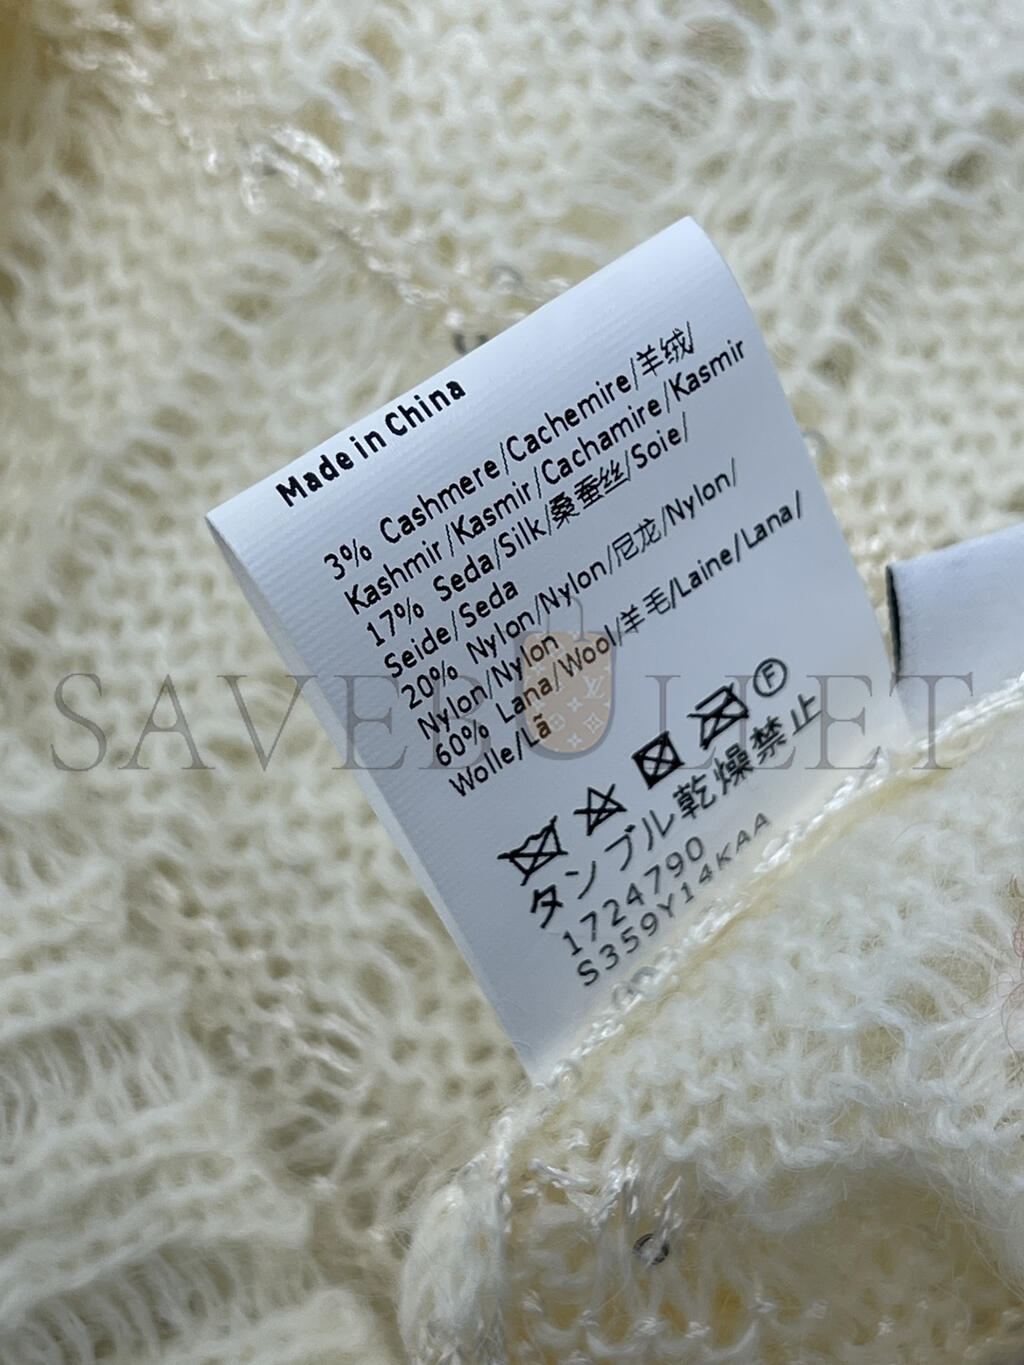 Made in China
3% Cashmere/Cachemire/羊绒/
Kashmir/Kasmir/Cachamire/Kasmir
17% Seda/Silk/桑蚕丝/Soie/
Seide/Seda
20% Nylon/Nylon/尼龙/Nylon/
Nylon/Nylon
60% Lana/Wool/羊毛/Laine/Lana/
Wolle/Lã
F
タンブル乾燥禁止
1724790
S359Y14KAA
SAVEBULLET